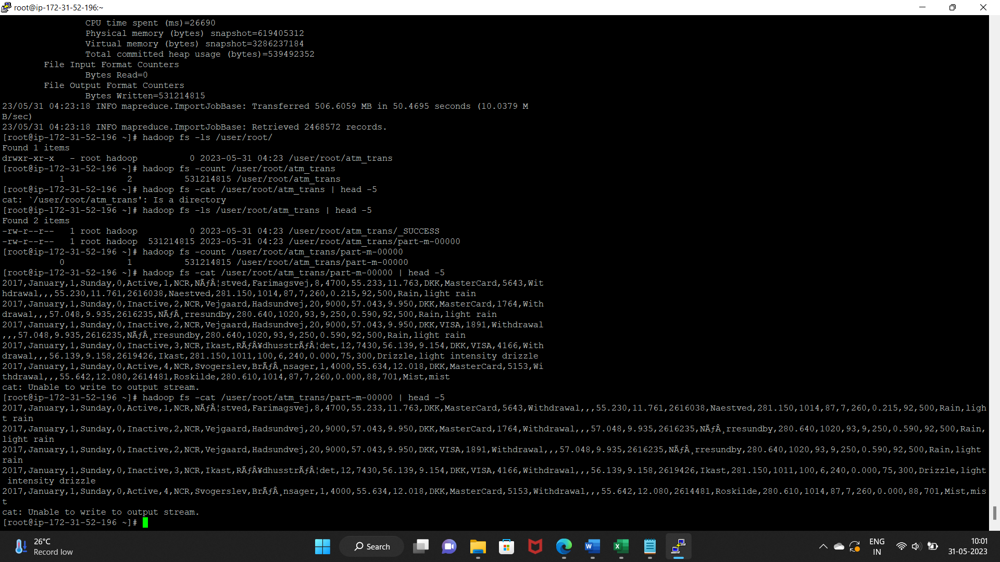 root@ip-172-31-52-196:~
CPU time spent (ms)=26690
Physical memory (bytes) snapshot=619405312
Virtual memory (bytes) snapshot=3286237184
Total committed heap usage (bytes)=539492352
File Input Format Counters
Bytes Read=0
File Output Format Counters
Bytes Written=531214815
23/05/31 04:23:18 INFO mapreduce.ImportJobBase: Transferred 506.6059 MB in 50.4695 seconds (10.0379 M
B/sec)
23/05/31 04:23:18 INFO mapreduce.ImportJobBase: Retrieved 2468572 records.
[root@ip-172-31-52-196 ~]# hadoop fs -ls /user/root/
Found 1 items
drwxr-xr-x   - root hadoop          0 2023-05-31 04:23 /user/root/atm_trans
[root@ip-172-31-52-196 ~]# hadoop fs -count /user/root/atm_trans
1            2          531214815 /user/root/atm_trans
[root@ip-172-31-52-196 ~]# hadoop fs -cat /user/root/atm_trans | head -5
cat: `/user/root/atm_trans': Is a directory
[root@ip-172-31-52-196 ~]# hadoop fs -ls /user/root/atm_trans | head -5
Found 2 items
-rw-r--r--   1 root hadoop          0 2023-05-31 04:23 /user/root/atm_trans/_SUCCESS
-rw-r--r--   1 root hadoop  531214815 2023-05-31 04:23 /user/root/atm_trans/part-m-00000
[root@ip-172-31-52-196 ~]# hadoop fs -count /user/root/atm_trans/part-m-00000
0            1          531214815 /user/root/atm_trans/part-m-00000
[root@ip-172-31-52-196 ~]# hadoop fs -cat /user/root/atm_trans/part-m-00000 | head -5
2017,January,1,Sunday,0,Active,1,NCR,NÃƒÂ¦stved,Farimagsvej,8,4700,55.233,11.763,DKK,MasterCard,5643,Wit
hdrawal,,,55.230,11.761,2616038,Naestved,281.150,1014,87,7,260,0.215,92,500,Rain,light rain
2017,January,1,Sunday,0,Inactive,2,NCR,Vejgaard,Hadsundvej,20,9000,57.043,9.950,DKK,MasterCard,1764,With
drawal,,,57.048,9.935,2616235,NÃƒÂ¸rresundby,280.640,1020,93,9,250,0.590,92,500,Rain,light rain
2017,January,1,Sunday,0,Inactive,2,NCR,Vejgaard,Hadsundvej,20,9000,57.043,9.950,DKK,VISA,1891,Withdrawal
,,,57.048,9.935,2616235,NÃƒÂ¸rresundby,280.640,1020,93,9,250,0.590,92,500,Rain,light rain
2017,January,1,Sunday,0,Inactive,3,NCR,Ikast,RÃƒÂ¥dhusstrÃƒÂ¦det,12,7430,56.139,9.154,DKK,VISA,4166,With
drawal,,,56.139,9.158,2619426,Ikast,281.150,1011,100,6,240,0.000,75,300,Drizzle,light intensity drizzle
2017,January,1,Sunday,0,Active,4,NCR,Svogerslev,BrÃƒÂ¸nsager,1,4000,55.634,12.018,DKK,MasterCard,5153,Wi
thdrawal,,,55.642,12.080,2614481,Roskilde,280.610,1014,87,7,260,0.000,88,701,Mist,mist
cat: Unable to write to output stream.
[root@ip-172-31-52-196 ~]# hadoop fs -cat /user/root/atm_trans/part-m-00000 | head -5
2017,January,1,Sunday,0,Active,1,NCR,NÃƒÂ¦stved,Farimagsvej,8,4700,55.233,11.763,DKK,MasterCard,5643,Withdrawal,,,55.230,11.761,2616038,Naestved,281.150,1014,87,7,260,0.215,92,500,Rain,ligh
t rain
2017,January,1,Sunday,0,Inactive,2,NCR,Vejgaard,Hadsundvej,20,9000,57.043,9.950,DKK,MasterCard,1764,Withdrawal,,,57.048,9.935,2616235,NÃƒÂ¸rresundby,280.640,1020,93,9,250,0.590,92,500,Rain,
light rain
2017,January,1,Sunday,0,Inactive,2,NCR,Vejgaard,Hadsundvej,20,9000,57.043,9.950,DKK,VISA,1891,Withdrawal,,,57.048,9.935,2616235,NÃƒÂ¸rresundby,280.640,1020,93,9,250,0.590,92,500,Rain,light
rain
2017,January,1,Sunday,0,Inactive,3,NCR,Ikast,RÃƒÂ¥dhusstrÃƒÂ¦det,12,7430,56.139,9.154,DKK,VISA,4166,Withdrawal,,,56.139,9.158,2619426,Ikast,281.150,1011,100,6,240,0.000,75,300,Drizzle,light
intensity drizzle
2017,January,1,Sunday,0,Active,4,NCR,Svogerslev,BrÃƒÂ¸nsager,1,4000,55.634,12.018,DKK,MasterCard,5153,Withdrawal,,,55.642,12.080,2614481,Roskilde,280.610,1014,87,7,260,0.000,88,701,Mist,mis
t
cat: Unable to write to output stream.
[root@ip-172-31-52-196 ~]#
26°C
Record low
Search
ENG
IN
10:01
31-05-2023